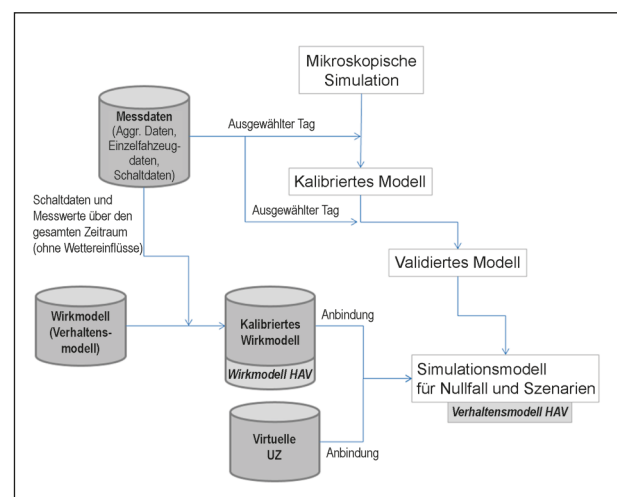 Mikroskopische
Simulation
Messdaten
(Aggr. Daten,
Einzelfahrzeug-
daten,
Schaltdaten)
Ausgewählter Tag
Kalibriertes Modell
Ausgewählter Tag
Schaltdaten und
Messwerte über den
gesamten Zeitraum
(ohne Wettereinflüsse)
Validiertes Modell
Wirkmodell
(Verhaltens-
modell)
Kalibriertes
Wirkmodell
Wirkmodell HAV
Anbindung
Simulationsmodell
für Nullfall und Szenarien
Verhaltensmodell HAV
Virtuelle
UZ
Anbindung